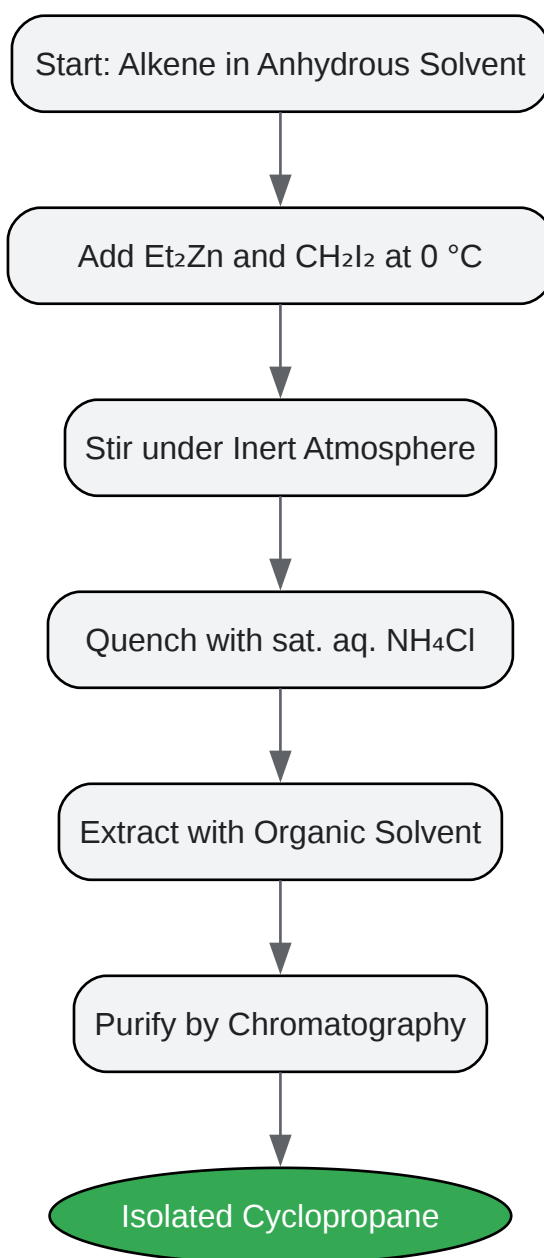 Start: Alkene in Anhydrous Solvent
Add Et₂Zn and CH₂I₂ at 0 °C
Stir under Inert Atmosphere
Quench with sat. aq. NH₄Cl
Extract with Organic Solvent
Purify by Chromatography
Isolated Cyclopropane